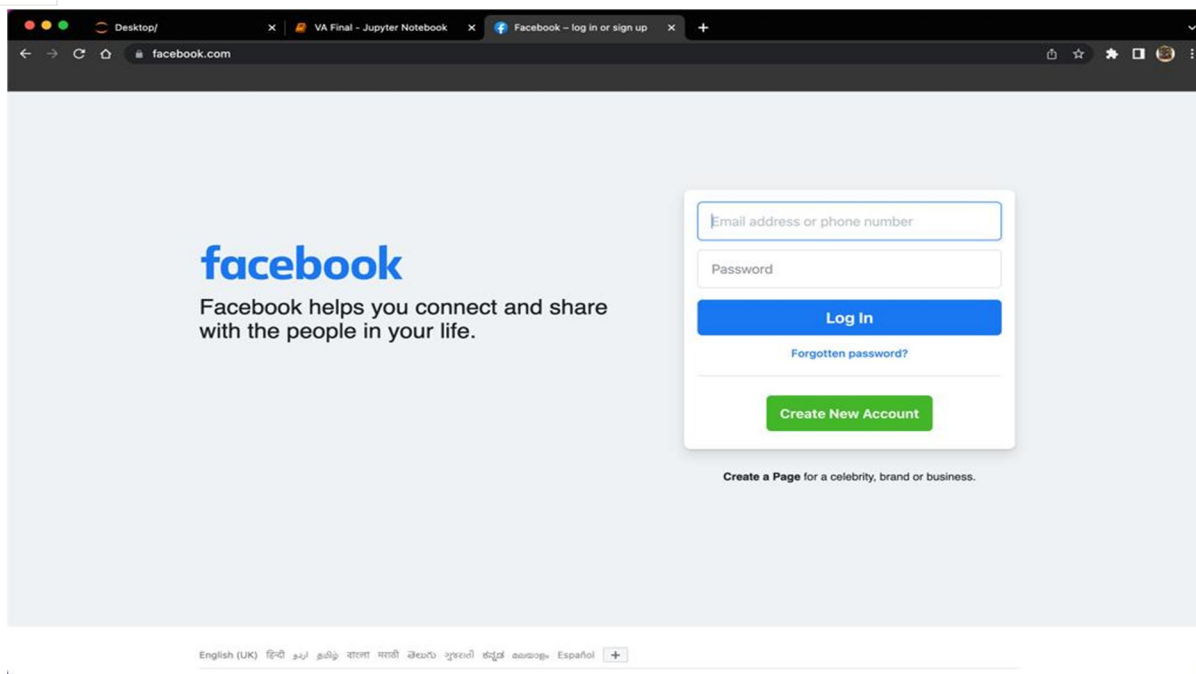 Desktop/
VA Final - Jupyter Notebook
Facebook – log in or sign up
facebook.com
facebook
Facebook helps you connect and share
with the people in your life.
Email address or phone number
Password
Log In
Forgotten password?
Create New Account
Create a Page for a celebrity, brand or business.
English (UK) हिन्दी اردو தமிழ் বাংলা मराठी తెలుగు ગુજરાતી ಕನ್ನಡ മലയാളം Español